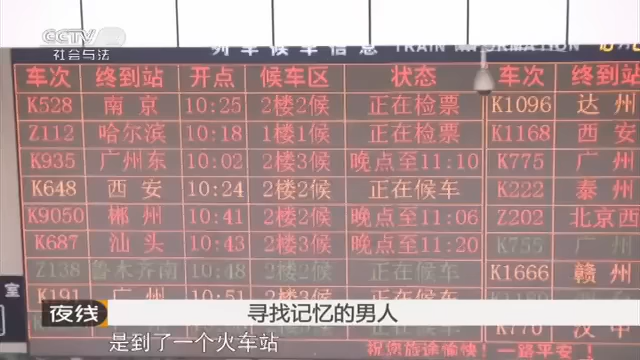 CCTV
社会与法
列车候车信息 TRAIN INFORMATION
车次 终到站 开点 候车区 状态 车次 终到站
K528 南京 10:25 2楼2候 正在检票 K1096 达州
Z112 哈尔滨 10:18 1楼1候 正在检票 K1168 西安
K935 广州东 10:02 2楼3候 晚点至11:10 K775 广州
K648 西安 10:24 2楼2候 正在候车 K222 泰州
K9050 郴州 10:41 2楼2候 晚点至11:06 Z202 北京西
K687 汕头 10:43 2楼3候 晚点至11:20 K755 广州
Z138 鲁木齐南 10:48 2楼2候 正在候车 K1666 赣州
室 K191 广州 10:51 2楼3候 正在候车
汉中
夜线 寻找记忆的男人
祝您旅途愉快！一路平安
是到了一个火车站